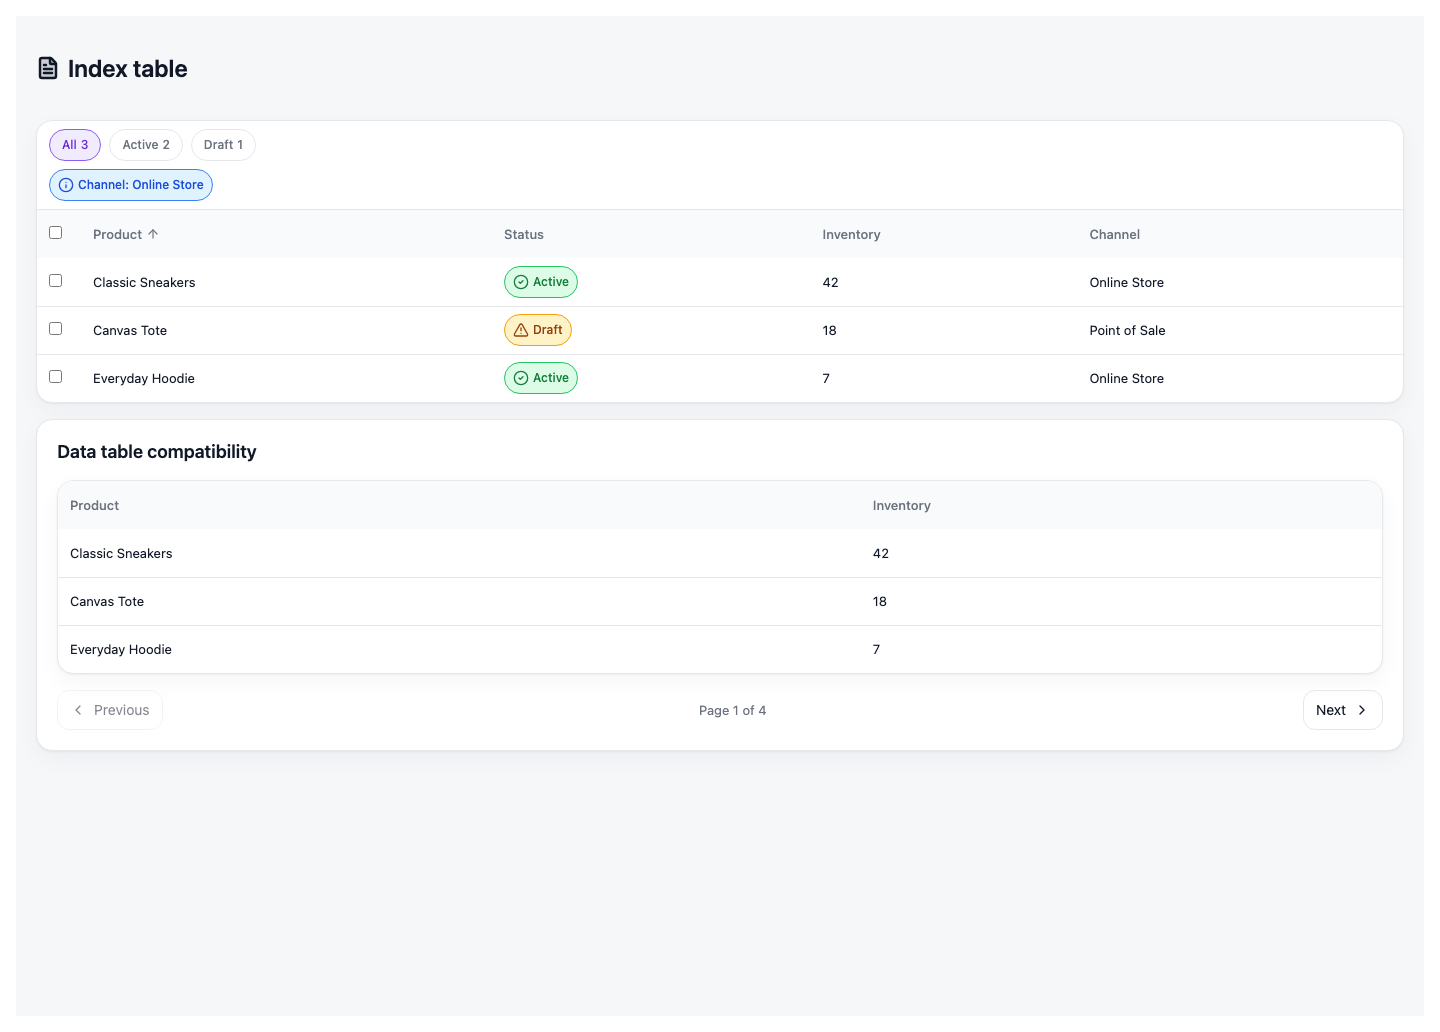 Index table
All 3 Active 2 Draft 1
Channel: Online Store
Product Status Inventory Channel
Classic Sneakers Active 42 Online Store
Canvas Tote Draft 18 Point of Sale
Everyday Hoodie Active 7 Online Store
Data table compatibility
Product Inventory
Classic Sneakers 42
Canvas Tote 18
Everyday Hoodie 7
Previous Page 1 of 4 Next